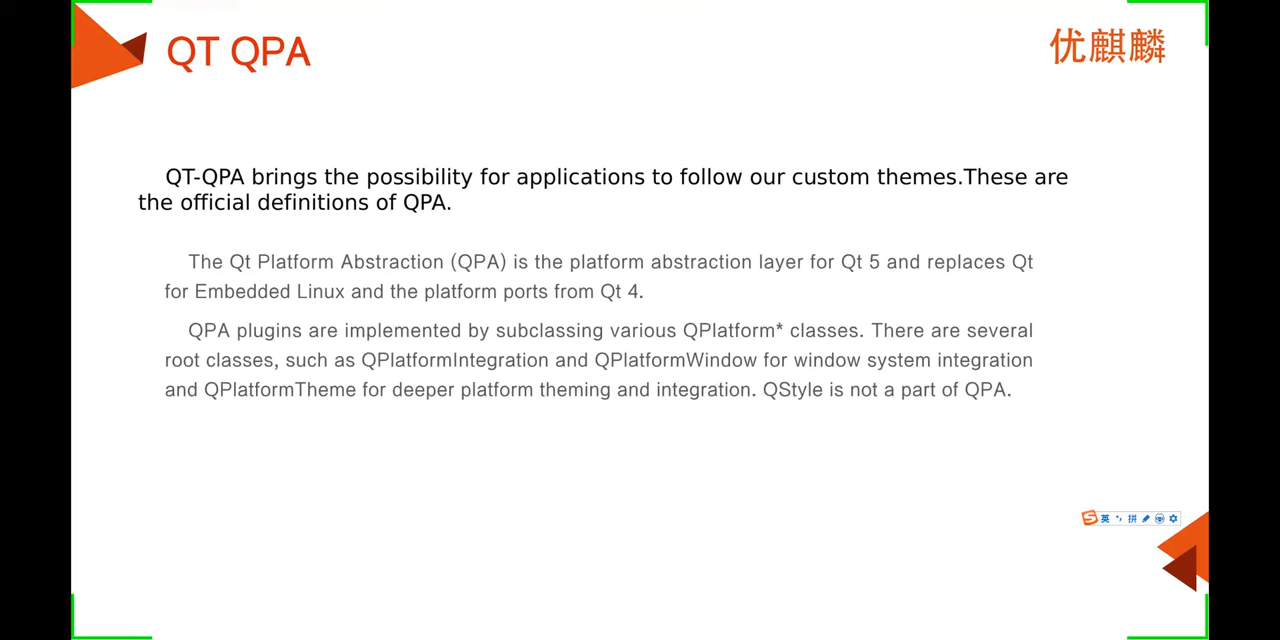 QT QPA
优麒麟
QT-QPA brings the possibility for applications to follow our custom themes.These are
the official definitions of QPA.
The Qt Platform Abstraction (QPA) is the platform abstraction layer for Qt 5 and replaces Qt
for Embedded Linux and the platform ports from Qt 4.
QPA plugins are implemented by subclassing various QPlatform* classes. There are several
root classes, such as QPlatformIntegration and QPlatformWindow for window system integration
and QPlatformTheme for deeper platform theming and integration. QStyle is not a part of QPA.
S 英 拼